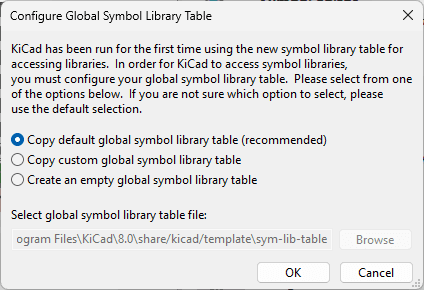 Configure Global Symbol Library Table
KiCad has been run for the first time using the new symbol library table for
accessing libraries.  In order for KiCad to access symbol libraries,
you must configure your global symbol library table.  Please select from one
of the options below.  If you are not sure which option to select, please
use the default selection.
Copy default global symbol library table (recommended)
Copy custom global symbol library table
Create an empty global symbol library table
Select global symbol library table file:
ogram Files\KiCad\8.0\share/kicad/template\sym-lib-table
Browse
OK
Cancel